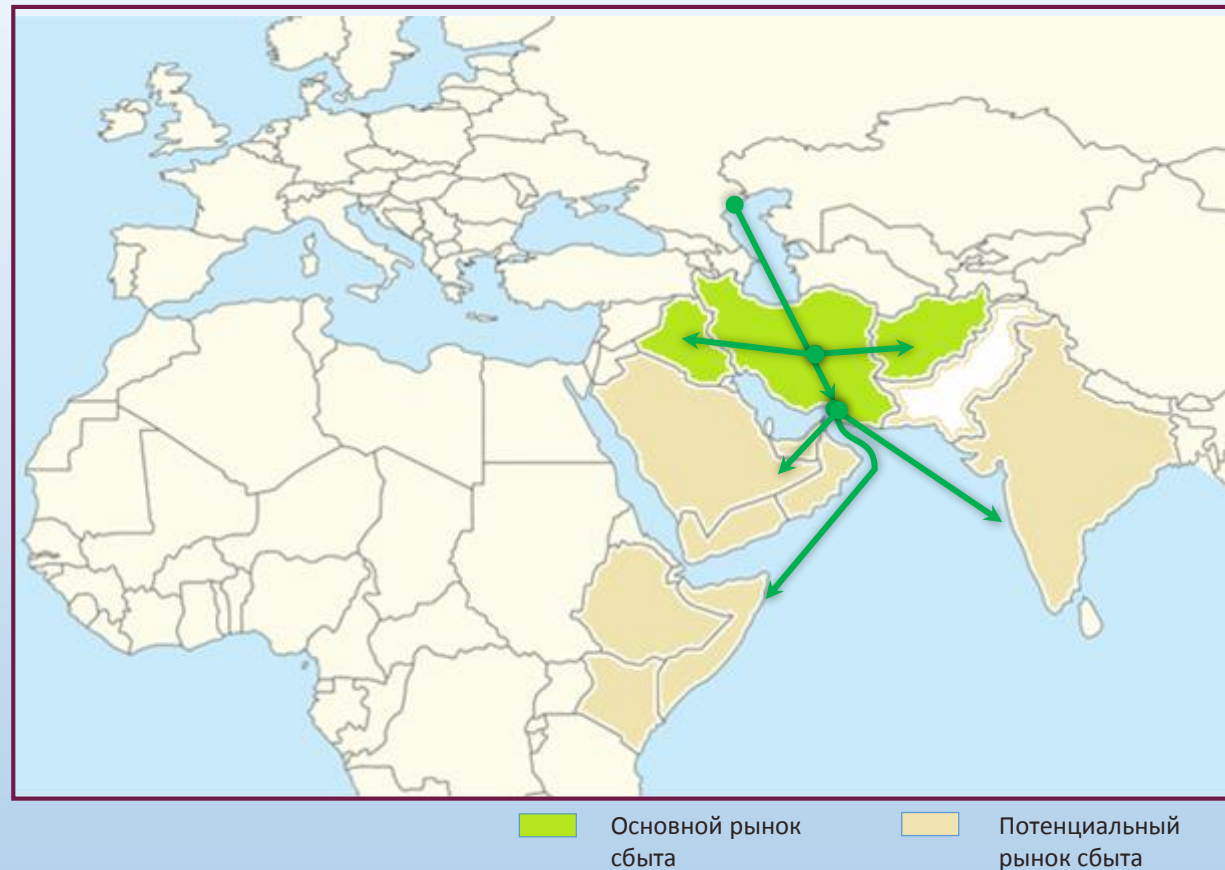 Основной рынок
сбыта
Потенциальный
рынок сбыта